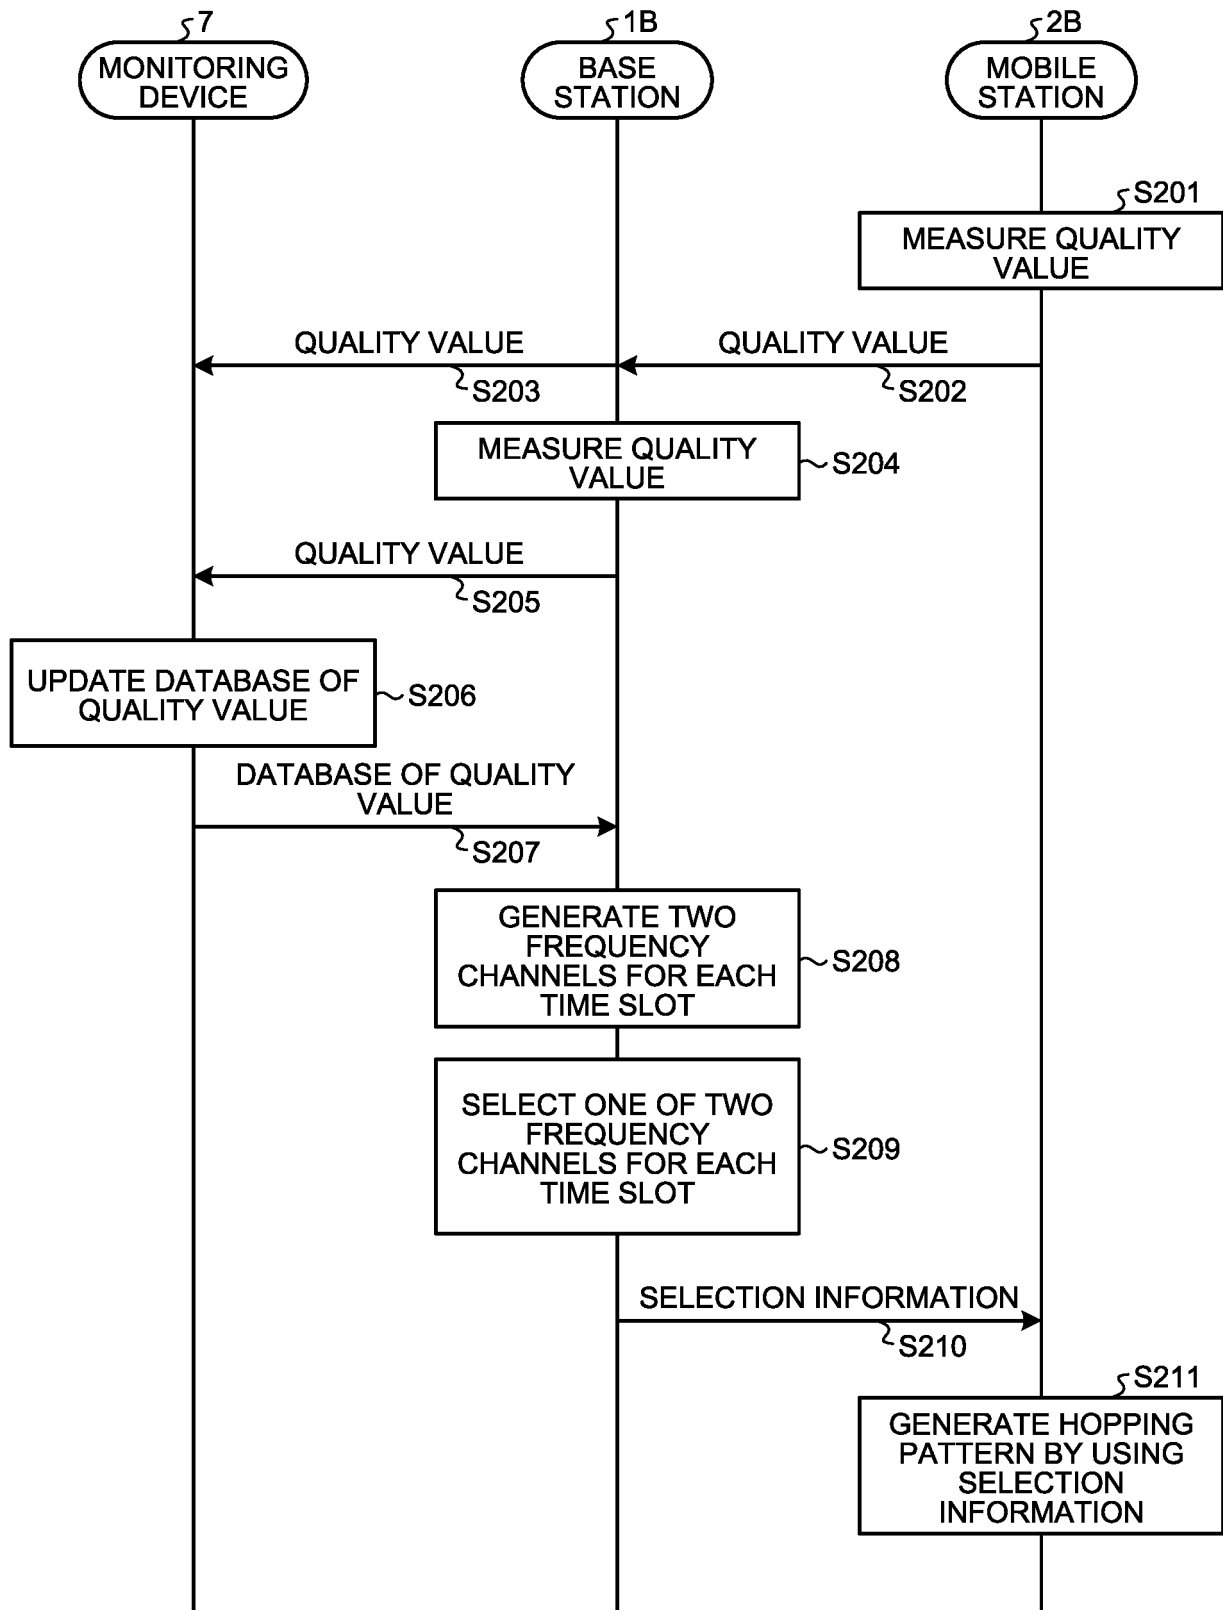 7
1B
2B
MONITORING
DEVICE
BASE
STATION
MOBILE
STATION
S201
MEASURE QUALITY
VALUE
QUALITY VALUE
QUALITY VALUE
S203
S202
MEASURE QUALITY
VALUE
S204
QUALITY VALUE
S205
UPDATE DATABASE OF
QUALITY VALUE
S206
DATABASE OF QUALITY
VALUE
S207
GENERATE TWO
FREQUENCY
CHANNELS FOR EACH
TIME SLOT
S208
SELECT ONE OF TWO
FREQUENCY
CHANNELS FOR EACH
TIME SLOT
S209
SELECTION INFORMATION
S210
S211
GENERATE HOPPING
PATTERN BY USING
SELECTION
INFORMATION